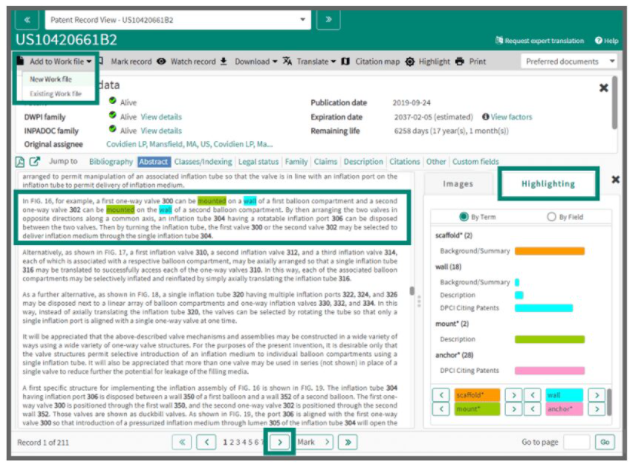 Patent Record View - US10420661B2
US10420661B2
Request expert translation Help
Add to Work file Mark record Watch record Download Translate Citation map Highlight Print Preferred documents
New Work file
Existing Work file
data
Alive Publication date 2019-09-24
DWPI family Alive View details Expiration date 2037-02-05 (estimated) View factors
INPADOC family Alive View details Remaining life 6258 days (17 year(s), 1 month(s))
Original assignee Covidien LP, Mansfield, MA, US, Covidien LP, Ma...
Jump to Bibliography Abstract Classes/Indexing Legal status Family Claims Description Citations Other Custom fields
arranged to permit manipulation of an associated inflation tube so that the valve is in line with an inflation port on the
inflation tube to permit delivery of inflation medium.
In FIG. 16, for example, a first one-way valve 300 can be mounted on a wall of a first balloon compartment and a second
one-way valve 302 can be mounted on the wall of a second balloon compartment. By then arranging the two valves in
opposite directions along a common axis, an inflation tube 304 having a rotatable inflation port 306 can be disposed
between the two valves. Then by turning the inflation tube, the first valve 300 or the second valve 302 may be selected to
deliver inflation medium through the single inflation tube 304.
Alternatively, as shown in FIG. 17, a first inflation valve 310, a second inflation valve 312, and a third inflation valve 314,
each of which is associated with a respective balloon compartment, may be axially arranged so that a single inflation tube
316 may be translated to successfully access each of the one-way valves 310. In this way, each of the associated balloon
compartments may be selectively inflated and reinflated by simply axially translating the inflation tube 316.
As a further alternative, as shown in FIG. 18, a single inflation tube 320 having multiple inflation ports 322, 324, and 326
may be disposed next to a linear array of balloon compartments and one-way inflation valves 330, 332, and 334. In this
way, instead of axially translating the inflation tube 320, the valves can be selected by rotating the tube so that only a
single inflation port is aligned with a single one-way valve at one time.
It will be appreciated that the above-described valve mechanisms and assemblies may be constructed in a wide variety of
ways using a wide variety of one-way valve structures. For the purposes of the present invention, it is desirable only that
the valve structures permit selective introduction of an inflation medium to individual balloon compartments using a
single inflation tube. It will also be appreciated that more than one valve may be used in series (not shown) in place of a
single valve to reduce further the potential for leakage of the filling media.
A first specific structure for implementing the inflation assembly of FIG. 16 is shown in FIG. 19. The inflation tube 304
having inflation port 306 is disposed between a wall 350 of a first balloon and a wall 352 of a second balloon. The first one-
way valve 300 is positioned through the first wall 350, and the second one-way valve 302 is positioned through the second
wall 352. Those valves are shown as duckbill valves. As shown in FIG. 19, the port 306 is aligned with the first one-way
valve 300 so that introduction of a pressurized inflation medium through lumen 305 of the inflation tube 304 will open the
Images Highlighting
By Term By Field
scaffold* (2)
Background/Summary
wall (18)
Background/Summary
Description
DPCI Citing Patents
mount* (2)
Description
anchor* (28)
DPCI Citing Patents
scaffold* wall
mount* anchor*
Record 1 of 211 1 2 3 4 5 6 Mark Go to page Go